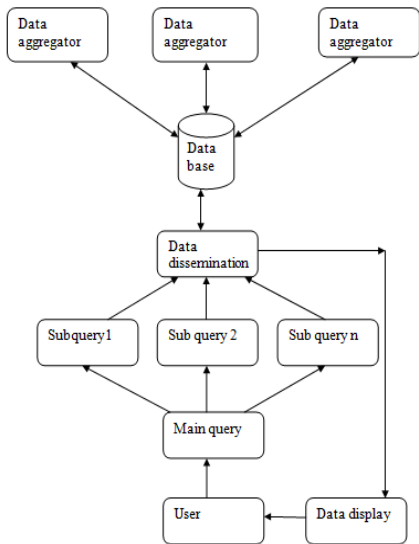 Data
aggregator
Data
aggregator
Data
aggregator
Data
base
Data
dissemination
Subquery1
Sub query 2
Sub query n
Main query
User
Data display